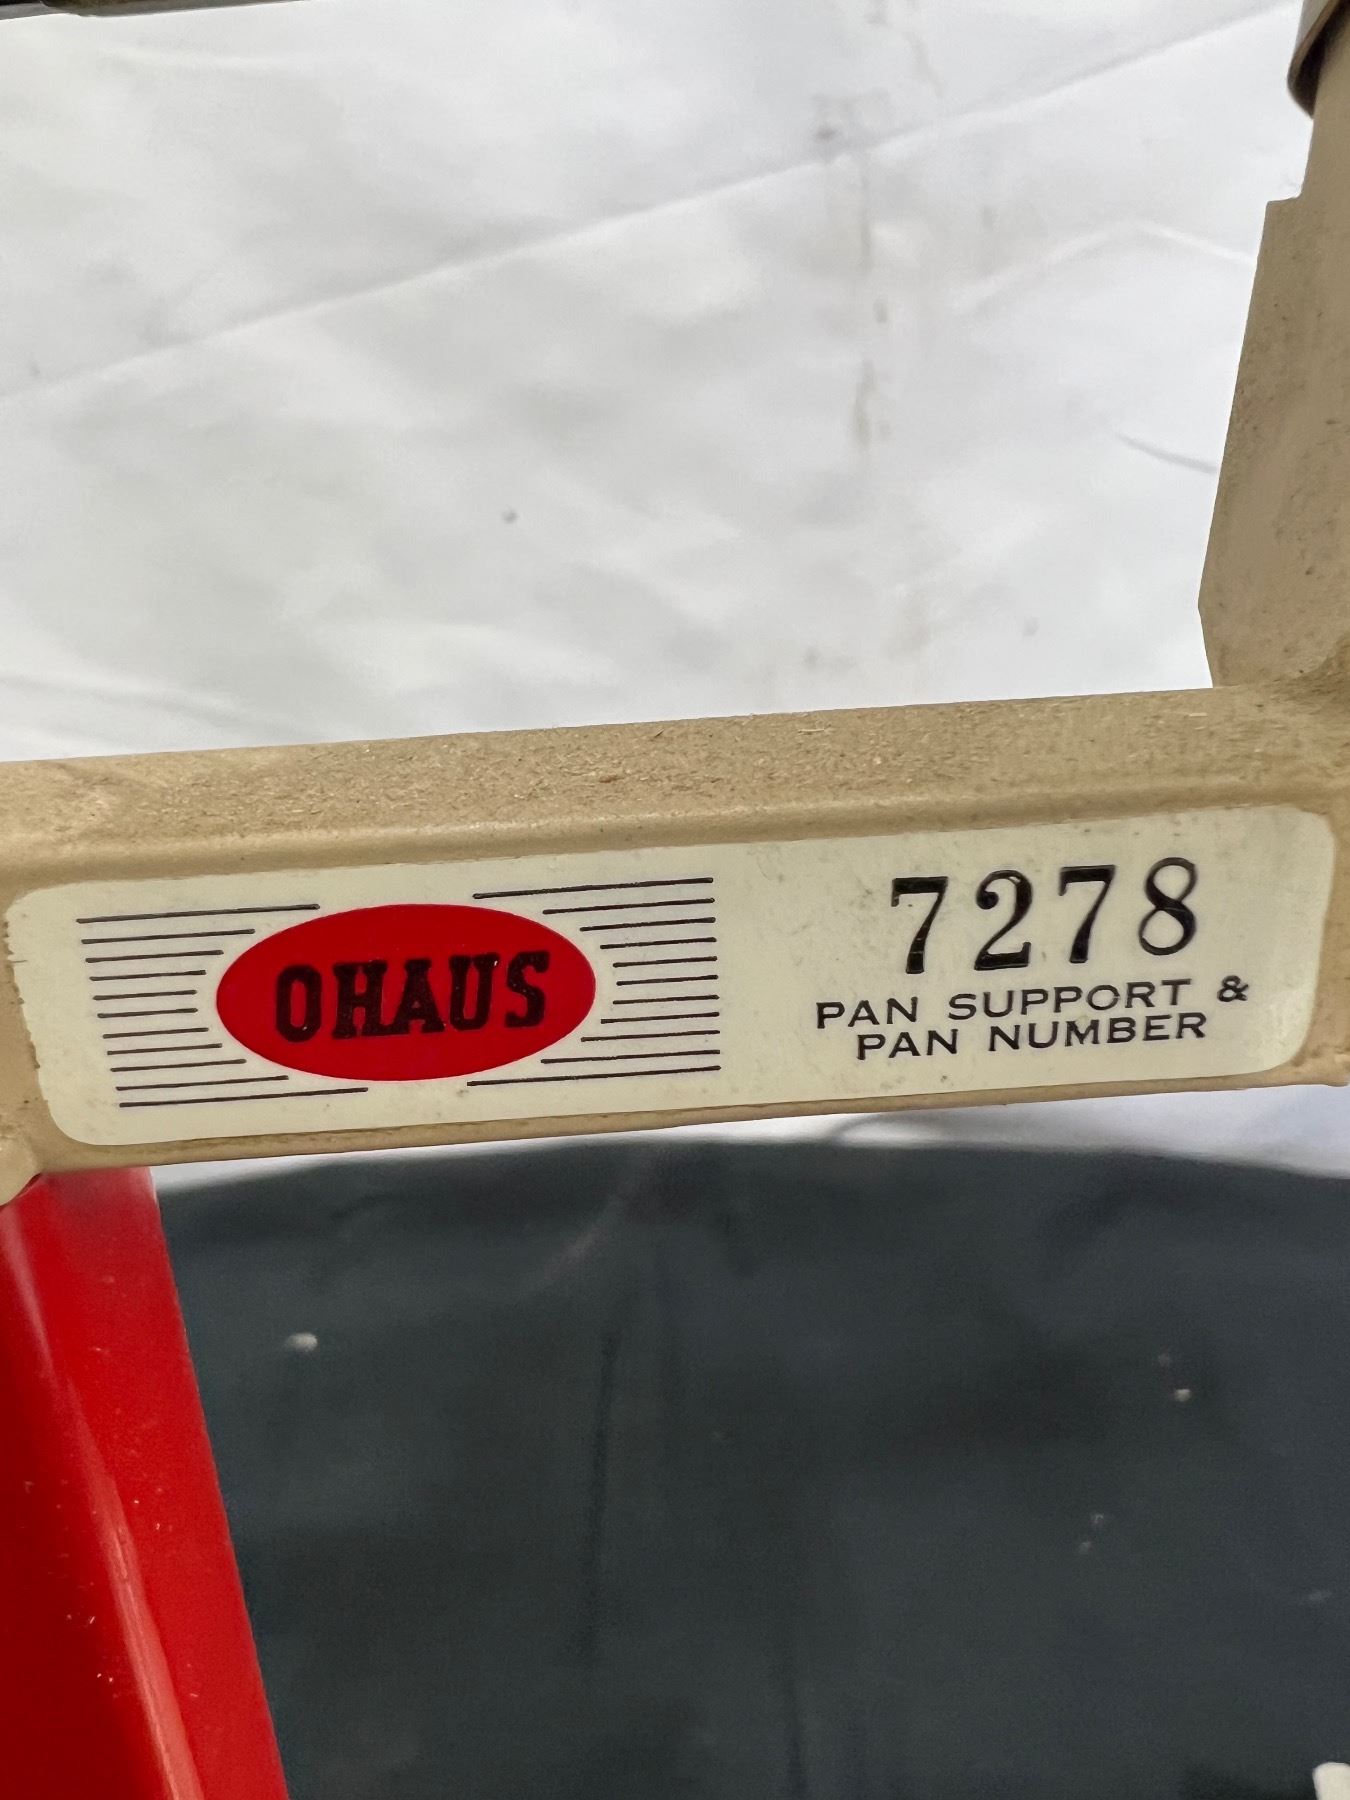 OHAUS
7278
PAN SUPPORT &
PAN NUMBER